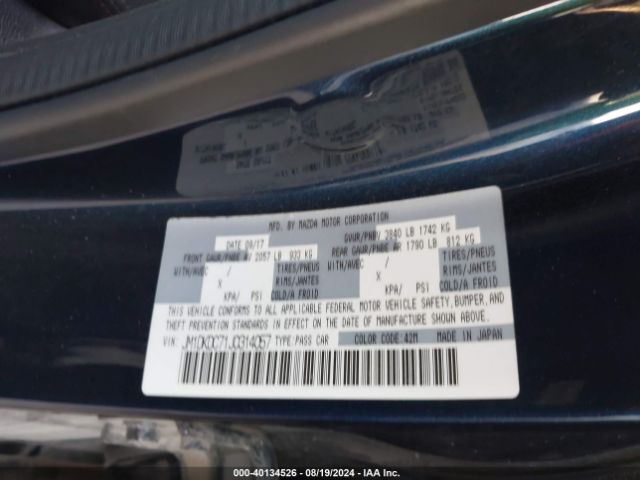 MFD. BY MAZDA MOTOR CORPORATION
DATE 09/17 GVWR/PNBV 3840 LB 1742 KG
FRONT GAWR/PNBE AV 2057 LB 933 KG REAR GAWR/PNBE AR 1790 LB 812 KG
WITH/AVEC / TIRES/PNEUS WITH/AVEC / TIRES/PNEUS
X RIMS/JANTES X RIMS/JANTES
KPA/ PSI COLD/A FROID KPA/ PSI COLD/A FROID
THIS VEHICLE CONFORMS TO ALL APPLICABLE FEDERAL MOTOR VEHICLE SAFETY, BUMPER, AND
THEFT PREVENTION STANDARDS IN EFFECT ON THE DATE OF MANUFACTURE SHOWN ABOVE.
VIN: JM1DKDC71J0314057 TYPE:PASS CAR COLOR CODE:42M MADE IN JAPAN
000-40134526 - 08/19/2024 - IAA Inc.